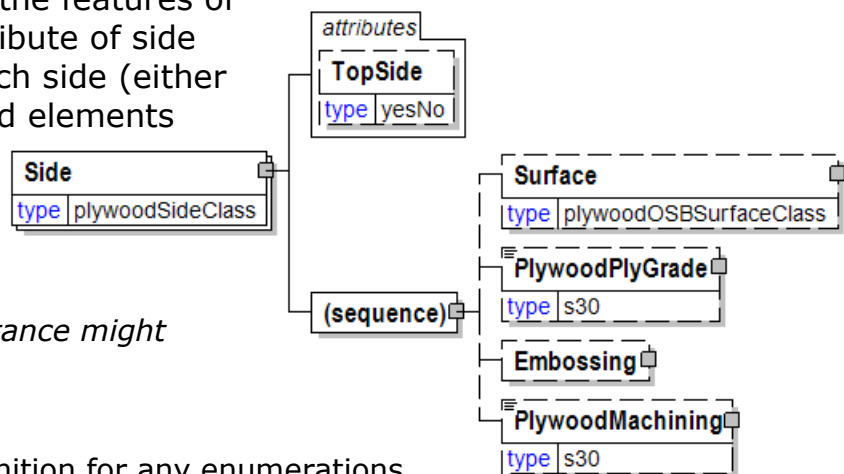 the features of
ribute of side
ch side (either
d elements
attributes
TopSide
type yesNo
Side
type plywoodSideClass
Surface
type plywoodOSBSurfaceClass
PlywoodPlyGrade
type s30
(sequence)
rance might
Embossing
PlywoodMachining
type s30
nition for any enumerations